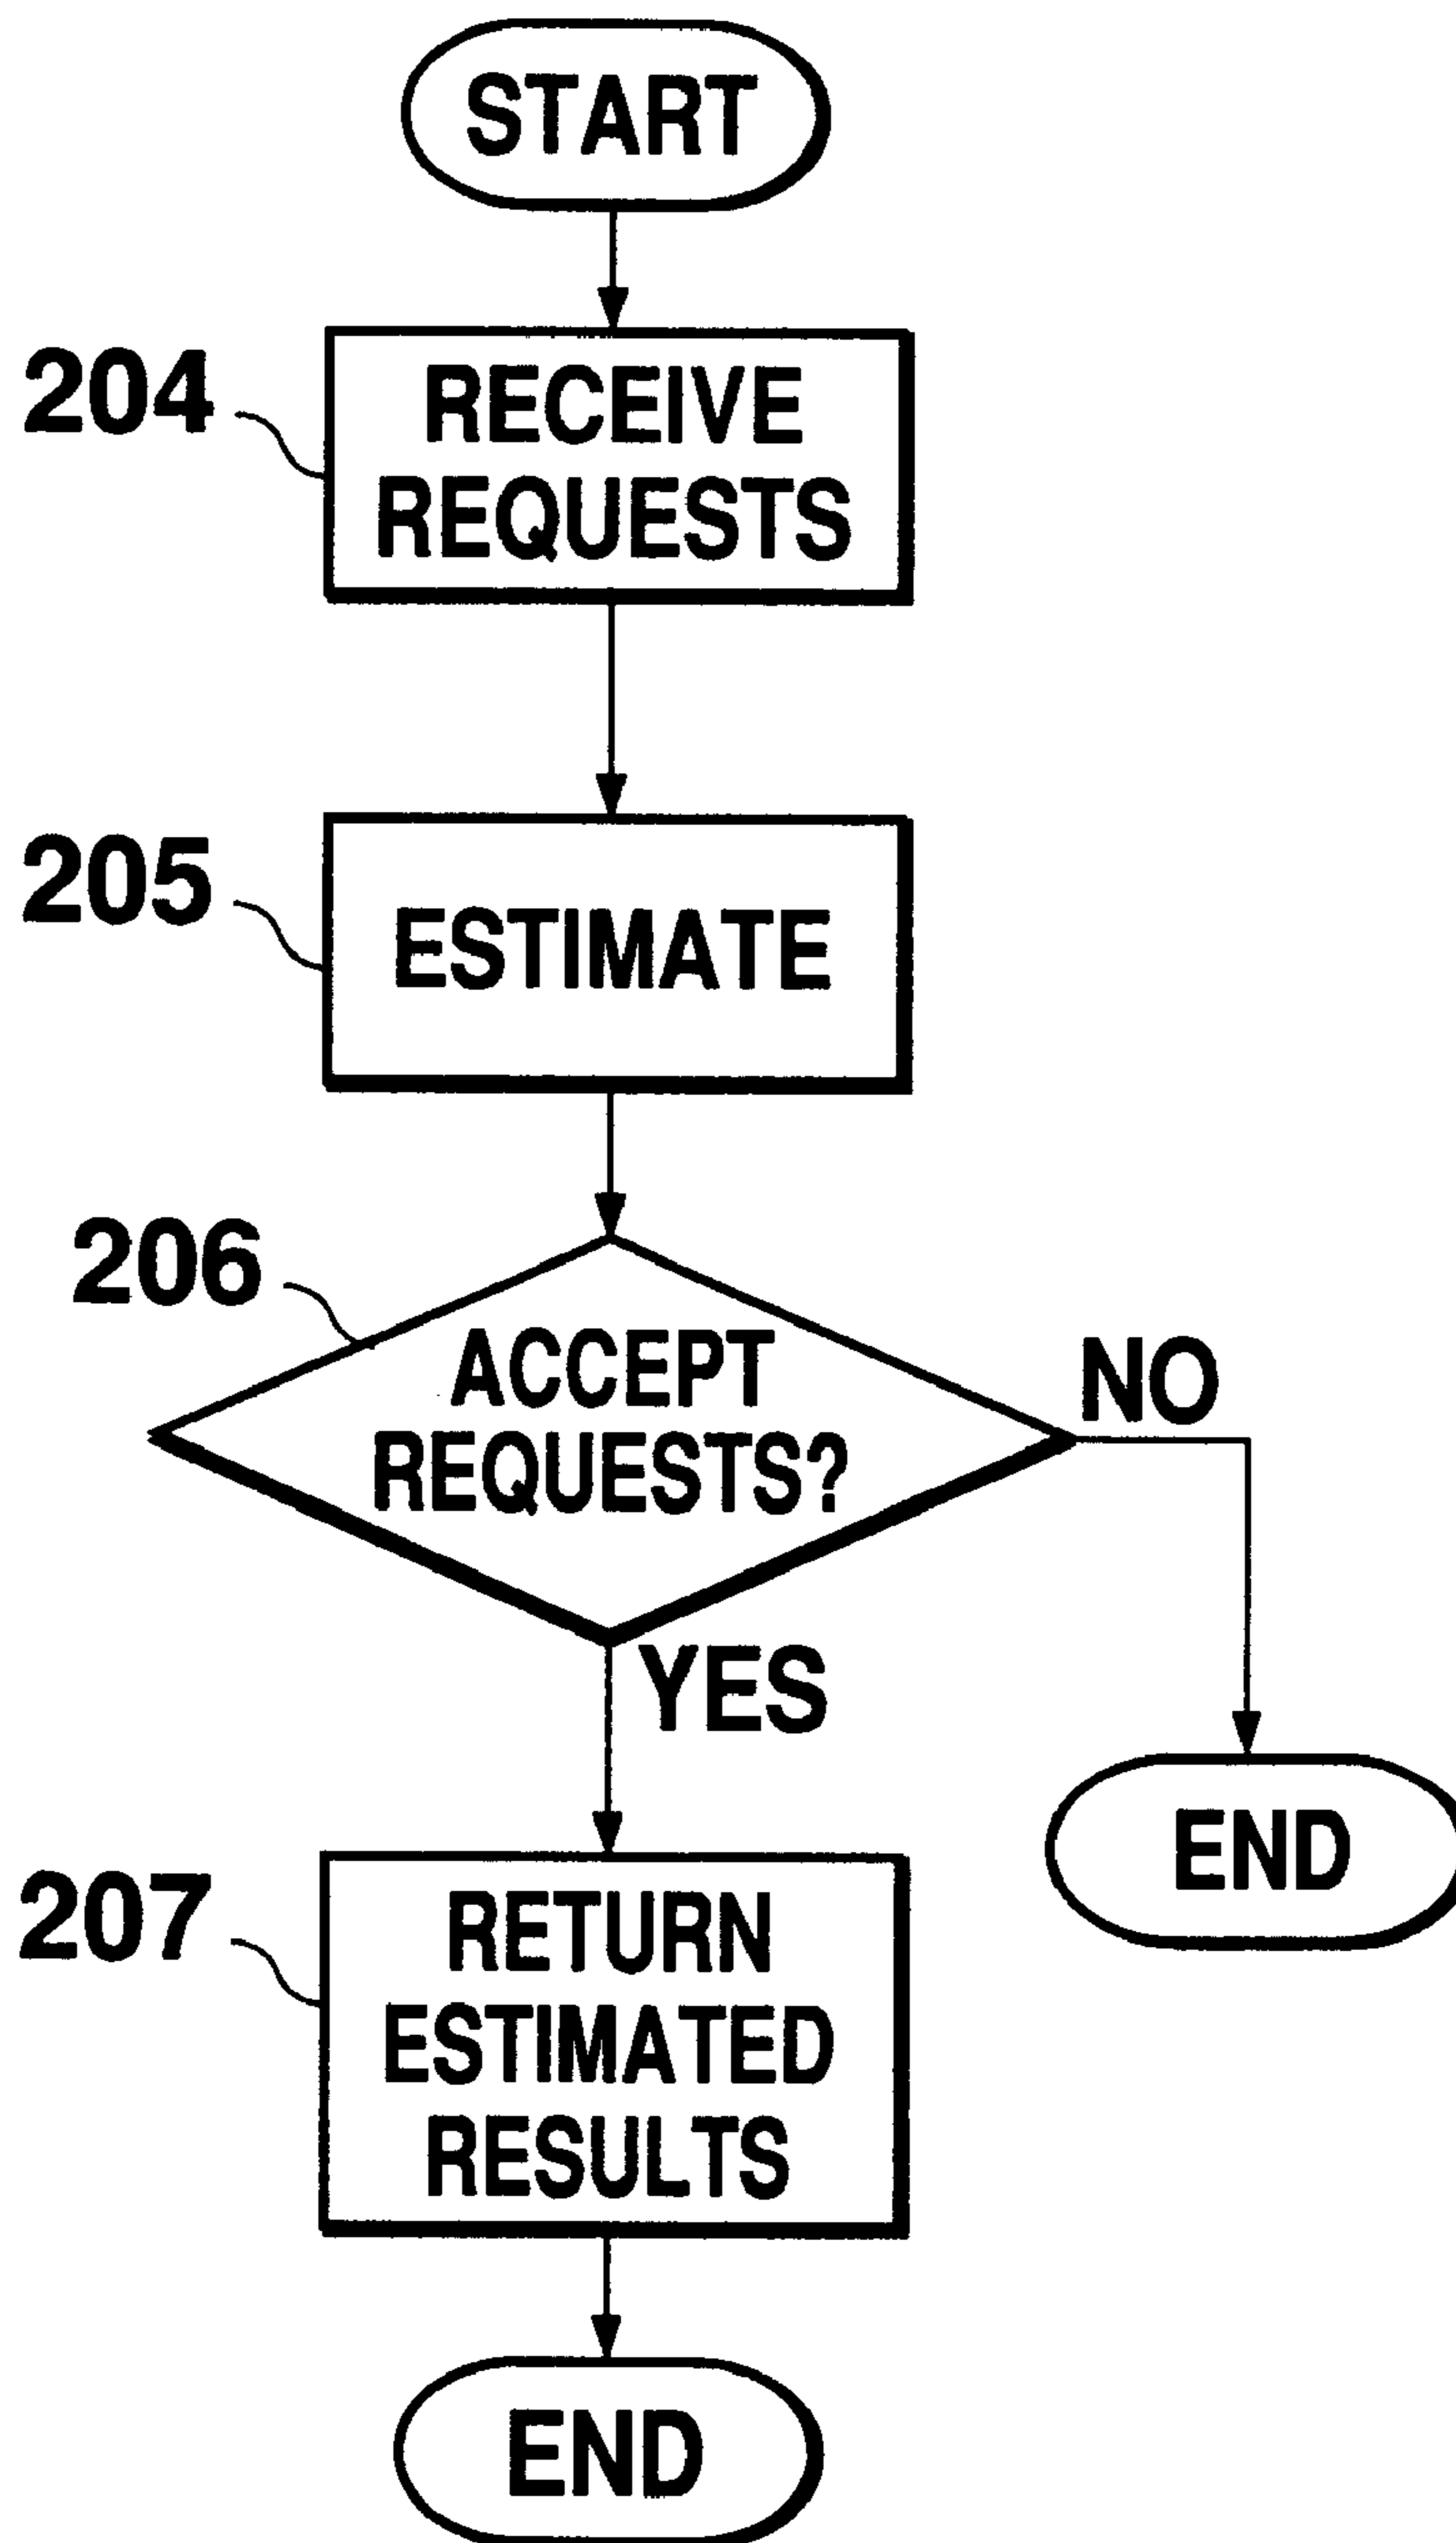 START
204
RECEIVE
REQUESTS
205
ESTIMATE
206
ACCEPT
REQUESTS?
NO
YES
END
207
RETURN
ESTIMATED
RESULTS
END